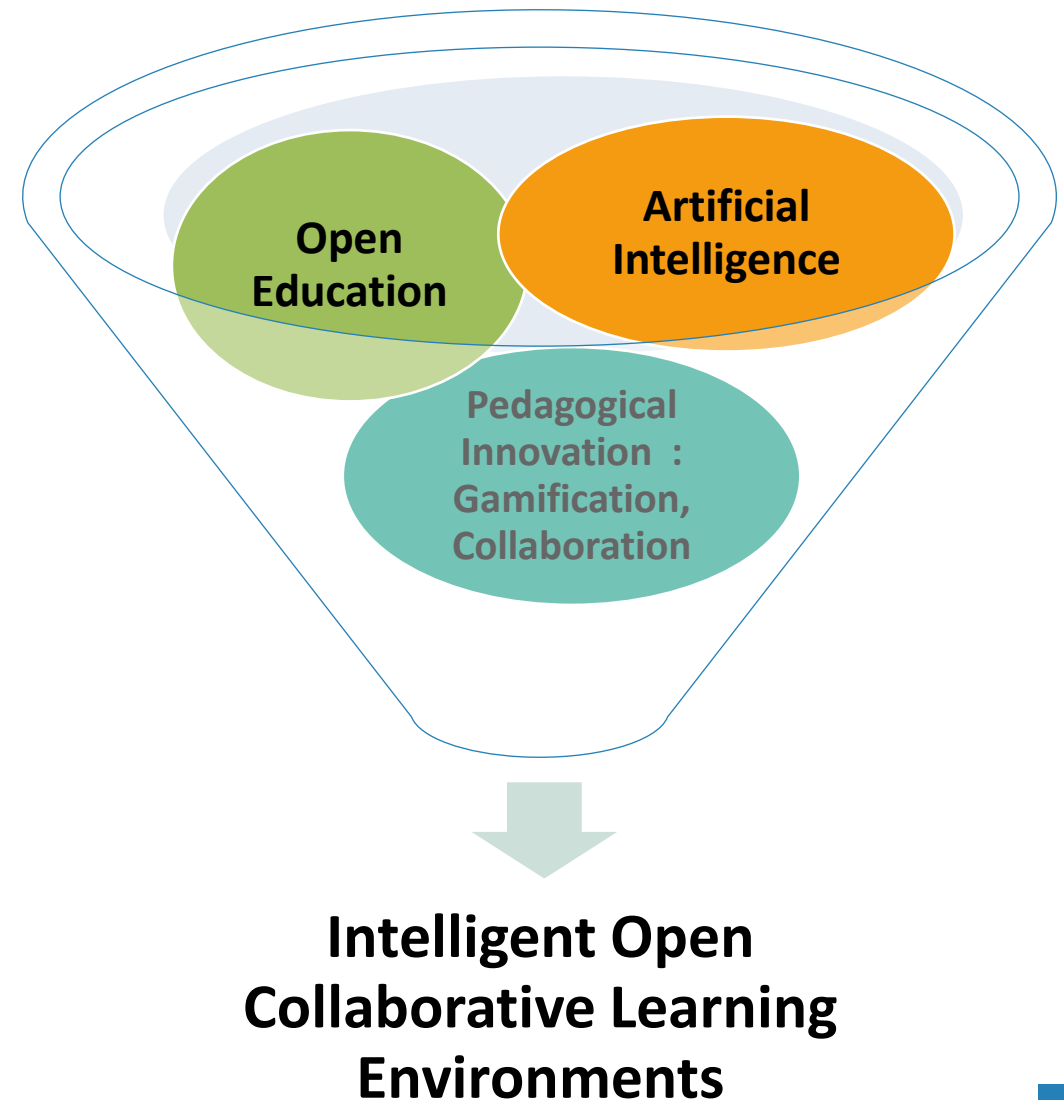 Open
Education
Artificial
Intelligence
Pedagogical
Innovation :
Gamification,
Collaboration
Intelligent Open
Collaborative Learning
Environments